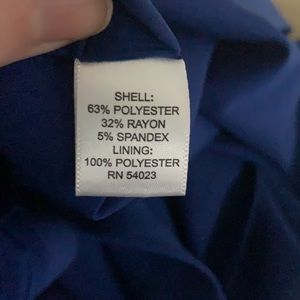 SHELL:
63% POLYESTER
32% RAYON
5% SPANDEX
LINING:
100% POLYESTER
RN 54023